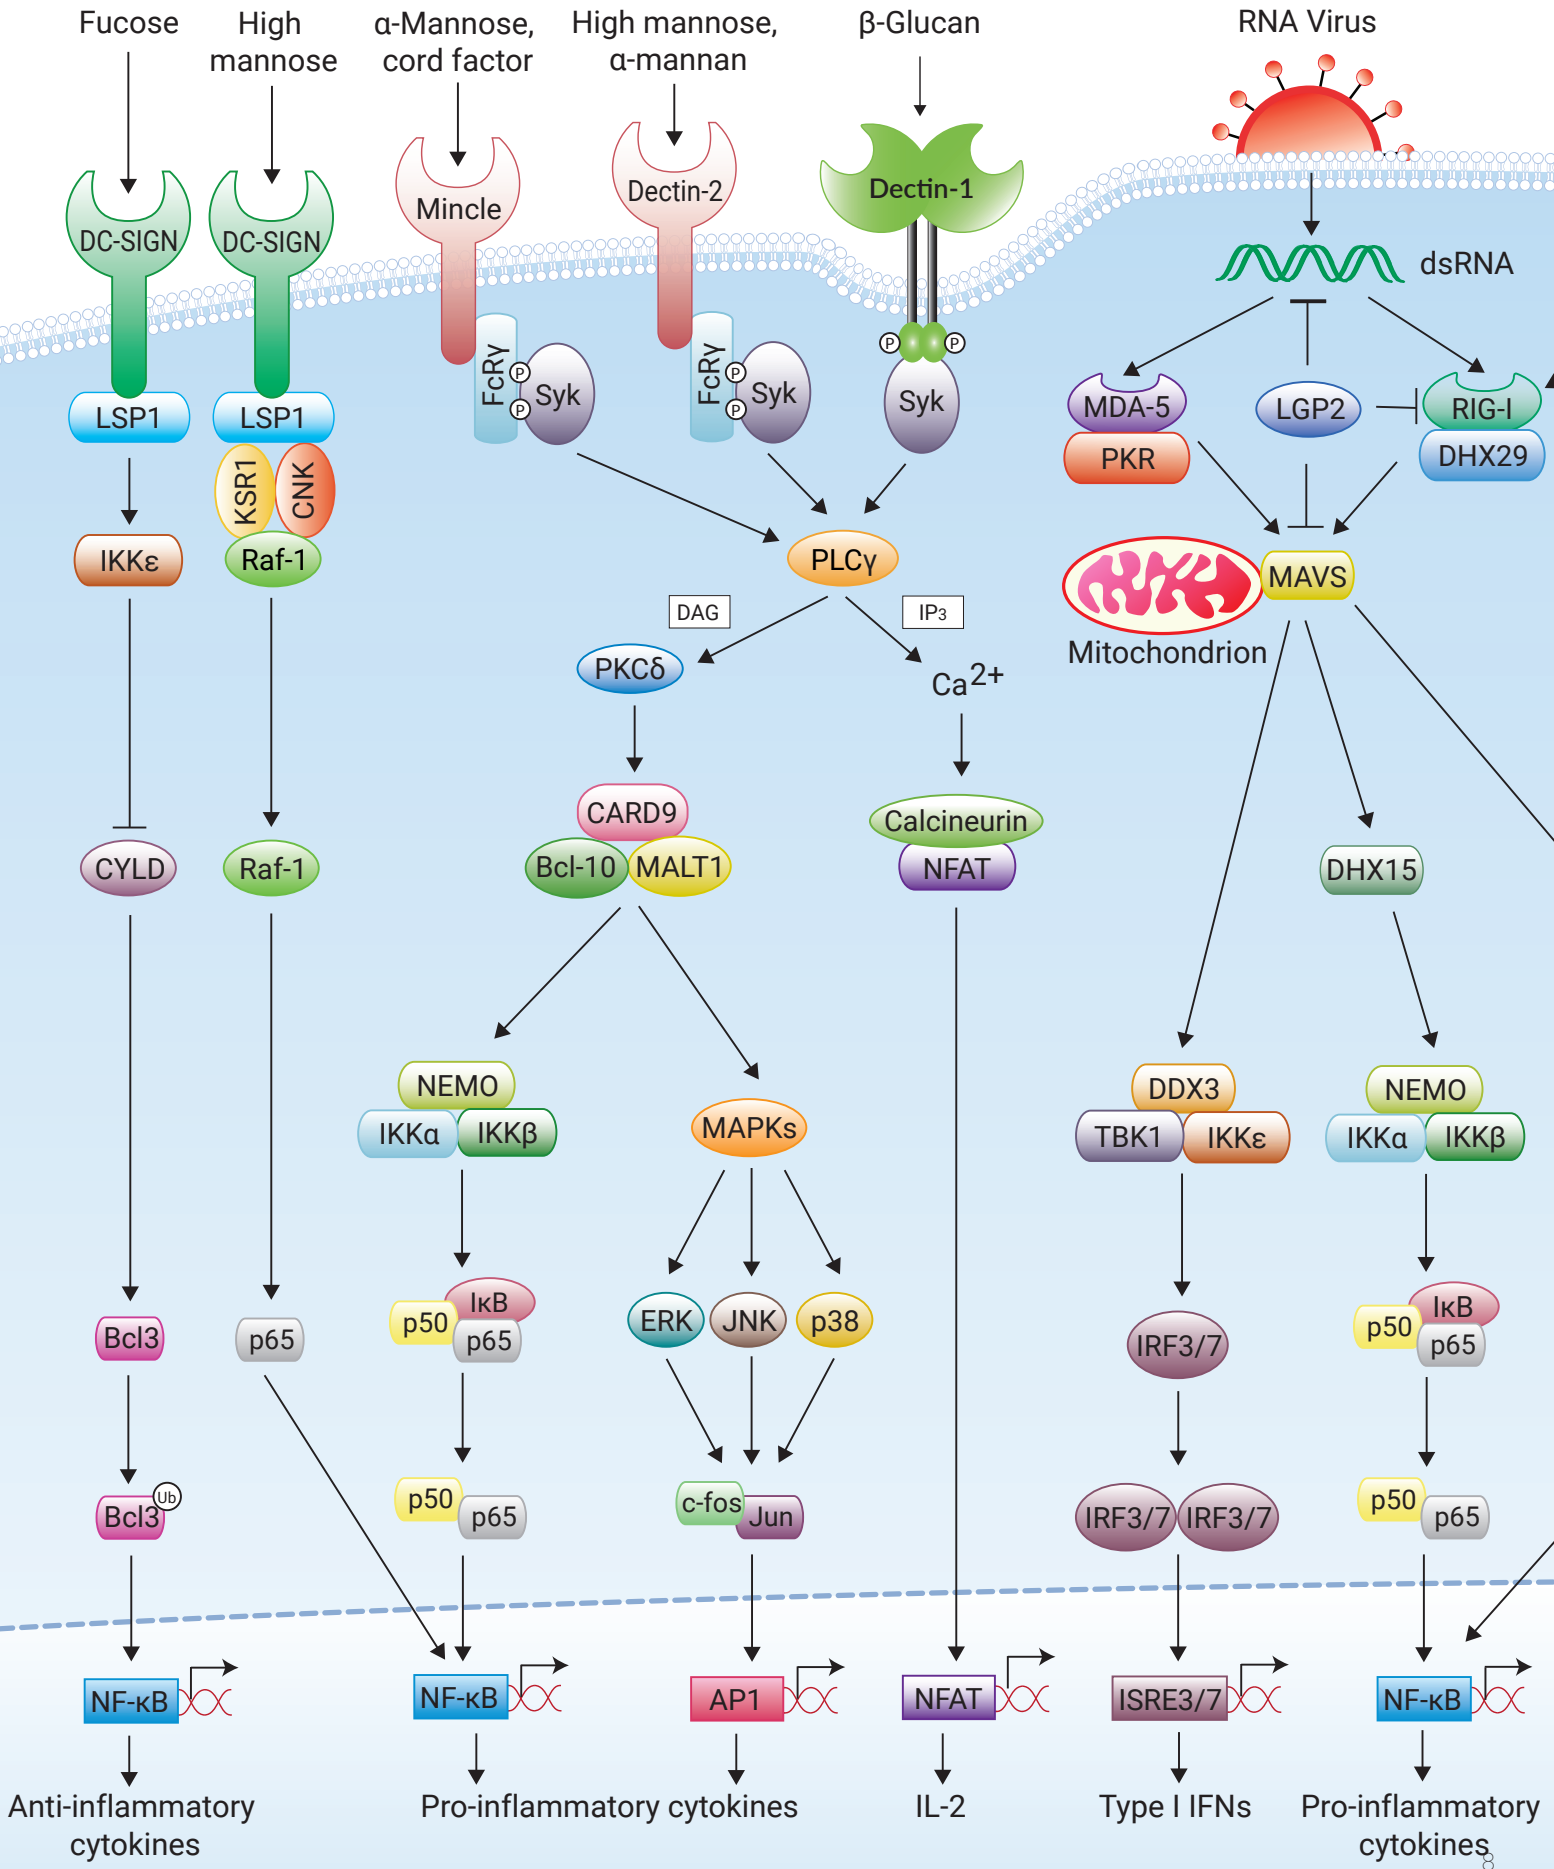 Fucose
High
mannose
α-Mannose,
cord factor
High mannose,
α-mannan
β-Glucan
RNA Virus
DC-SIGN
DC-SIGN
Mincle
Dectin-2
Dectin-1
dsRNA
LSP1
LSP1
KSR1
CNK
FcRγ
P
P
Syk
FcRγ
P
P
Syk
P
P
Syk
MDA-5
PKR
LGP2
RIG-I
DHX29
IKKε
Raf-1
PLCγ
MAVS
Mitochondrion
DAG
IP3
PKCδ
Ca2+
CARD9
Bcl-10
MALT1
Calcineurin
NFAT
CYLD
Raf-1
DHX15
NEMO
IKKα
IKKβ
MAPKs
DDX3
TBK1
IKKε
NEMO
IKKα
IKKβ
Bcl3
p65
IκB
p50
p65
ERK
JNK
p38
IRF3/7
IκB
p50
p65
Bcl3
Ub
p50
p65
c-fos
Jun
IRF3/7
IRF3/7
p50
p65
NF-κB
NF-κB
AP1
NFAT
ISRE3/7
NF-κB
Anti-inflammatory
cytokines
Pro-inflammatory cytokines
IL-2
Type I IFNs
Pro-inflammatory
cytokines
8